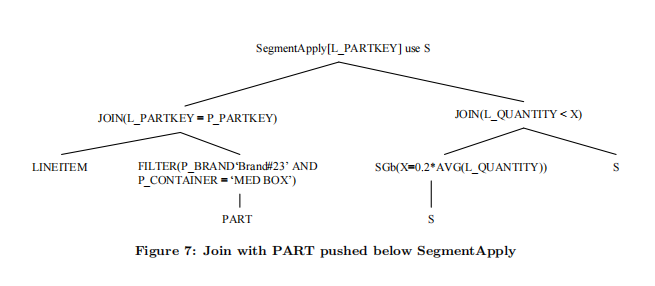 SegmentApply[L_PARTKEY] use S
JOIN(L_PARTKEY = P_PARTKEY)
JOIN(L_QUANTITY < X)
LINEITEM
FILTER(P_BRAND‘Brand#23’ AND
P_CONTAINER = ‘MED BOX’)
SGb(X=0.2*AVG(L_QUANTITY))
S
PART
S
Figure 7: Join with PART pushed below SegmentApply